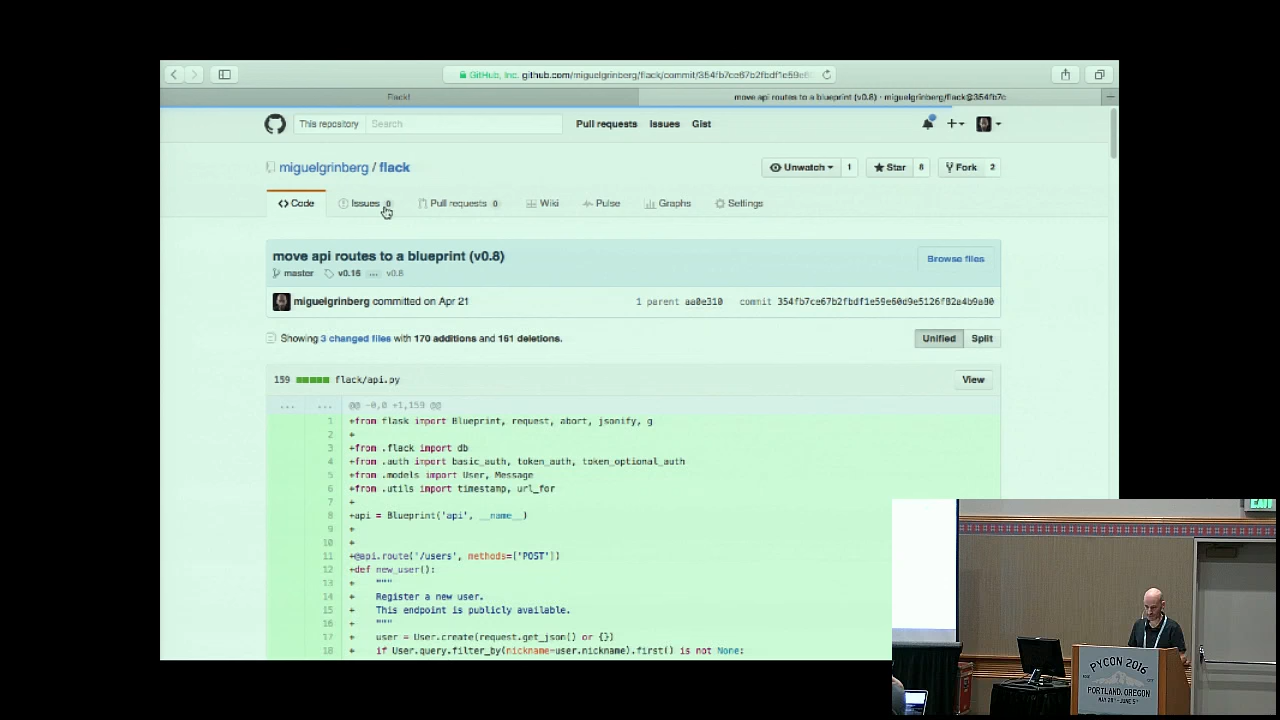 GitHub, Inc. github.com/miguelgrinberg/flack/commit/354fb7ce67b2fbdf1e59e6
Flack!
move api routes to a blueprint (v0.8) · miguelgrinberg/flack@354fb7c
This repository Search Pull requests Issues Gist
miguelgrinberg / flack
Unwatch 1 Star 8 Fork 2
Code Issues 0 Pull requests 0 Wiki Pulse Graphs Settings
move api routes to a blueprint (v0.8)
Browse files
master v0.16 ... v0.8
miguelgrinberg committed on Apr 21 1 parent aa0e310 commit 354fb7ce67b2fbdf1e59e60d9e5126f82a4b9a80
Showing 3 changed files with 170 additions and 161 deletions. Unified Split
159 flack/api.py View
... ... @@ -0,0 +1,159 @@
1 +from flask import Blueprint, request, abort, jsonify, g
2 +
3 +from .flack import db
4 +from .auth import basic_auth, token_auth, token_optional_auth
5 +from .models import User, Message
6 +from .utils import timestamp, url_for
7 +
8 +api = Blueprint('api', __name__)
9 +
10 +
11 +@api.route('/users', methods=['POST'])
12 +def new_user():
13 + """
14 + Register a new user.
15 + This endpoint is publicly available.
16 + """
17 + user = User.create(request.get_json() or {})
18 + if User.query.filter_by(nickname=user.nickname).first() is not None:
PYCON 2016
PORTLAND, OREGON
MAY 28TH - JUNE 5TH